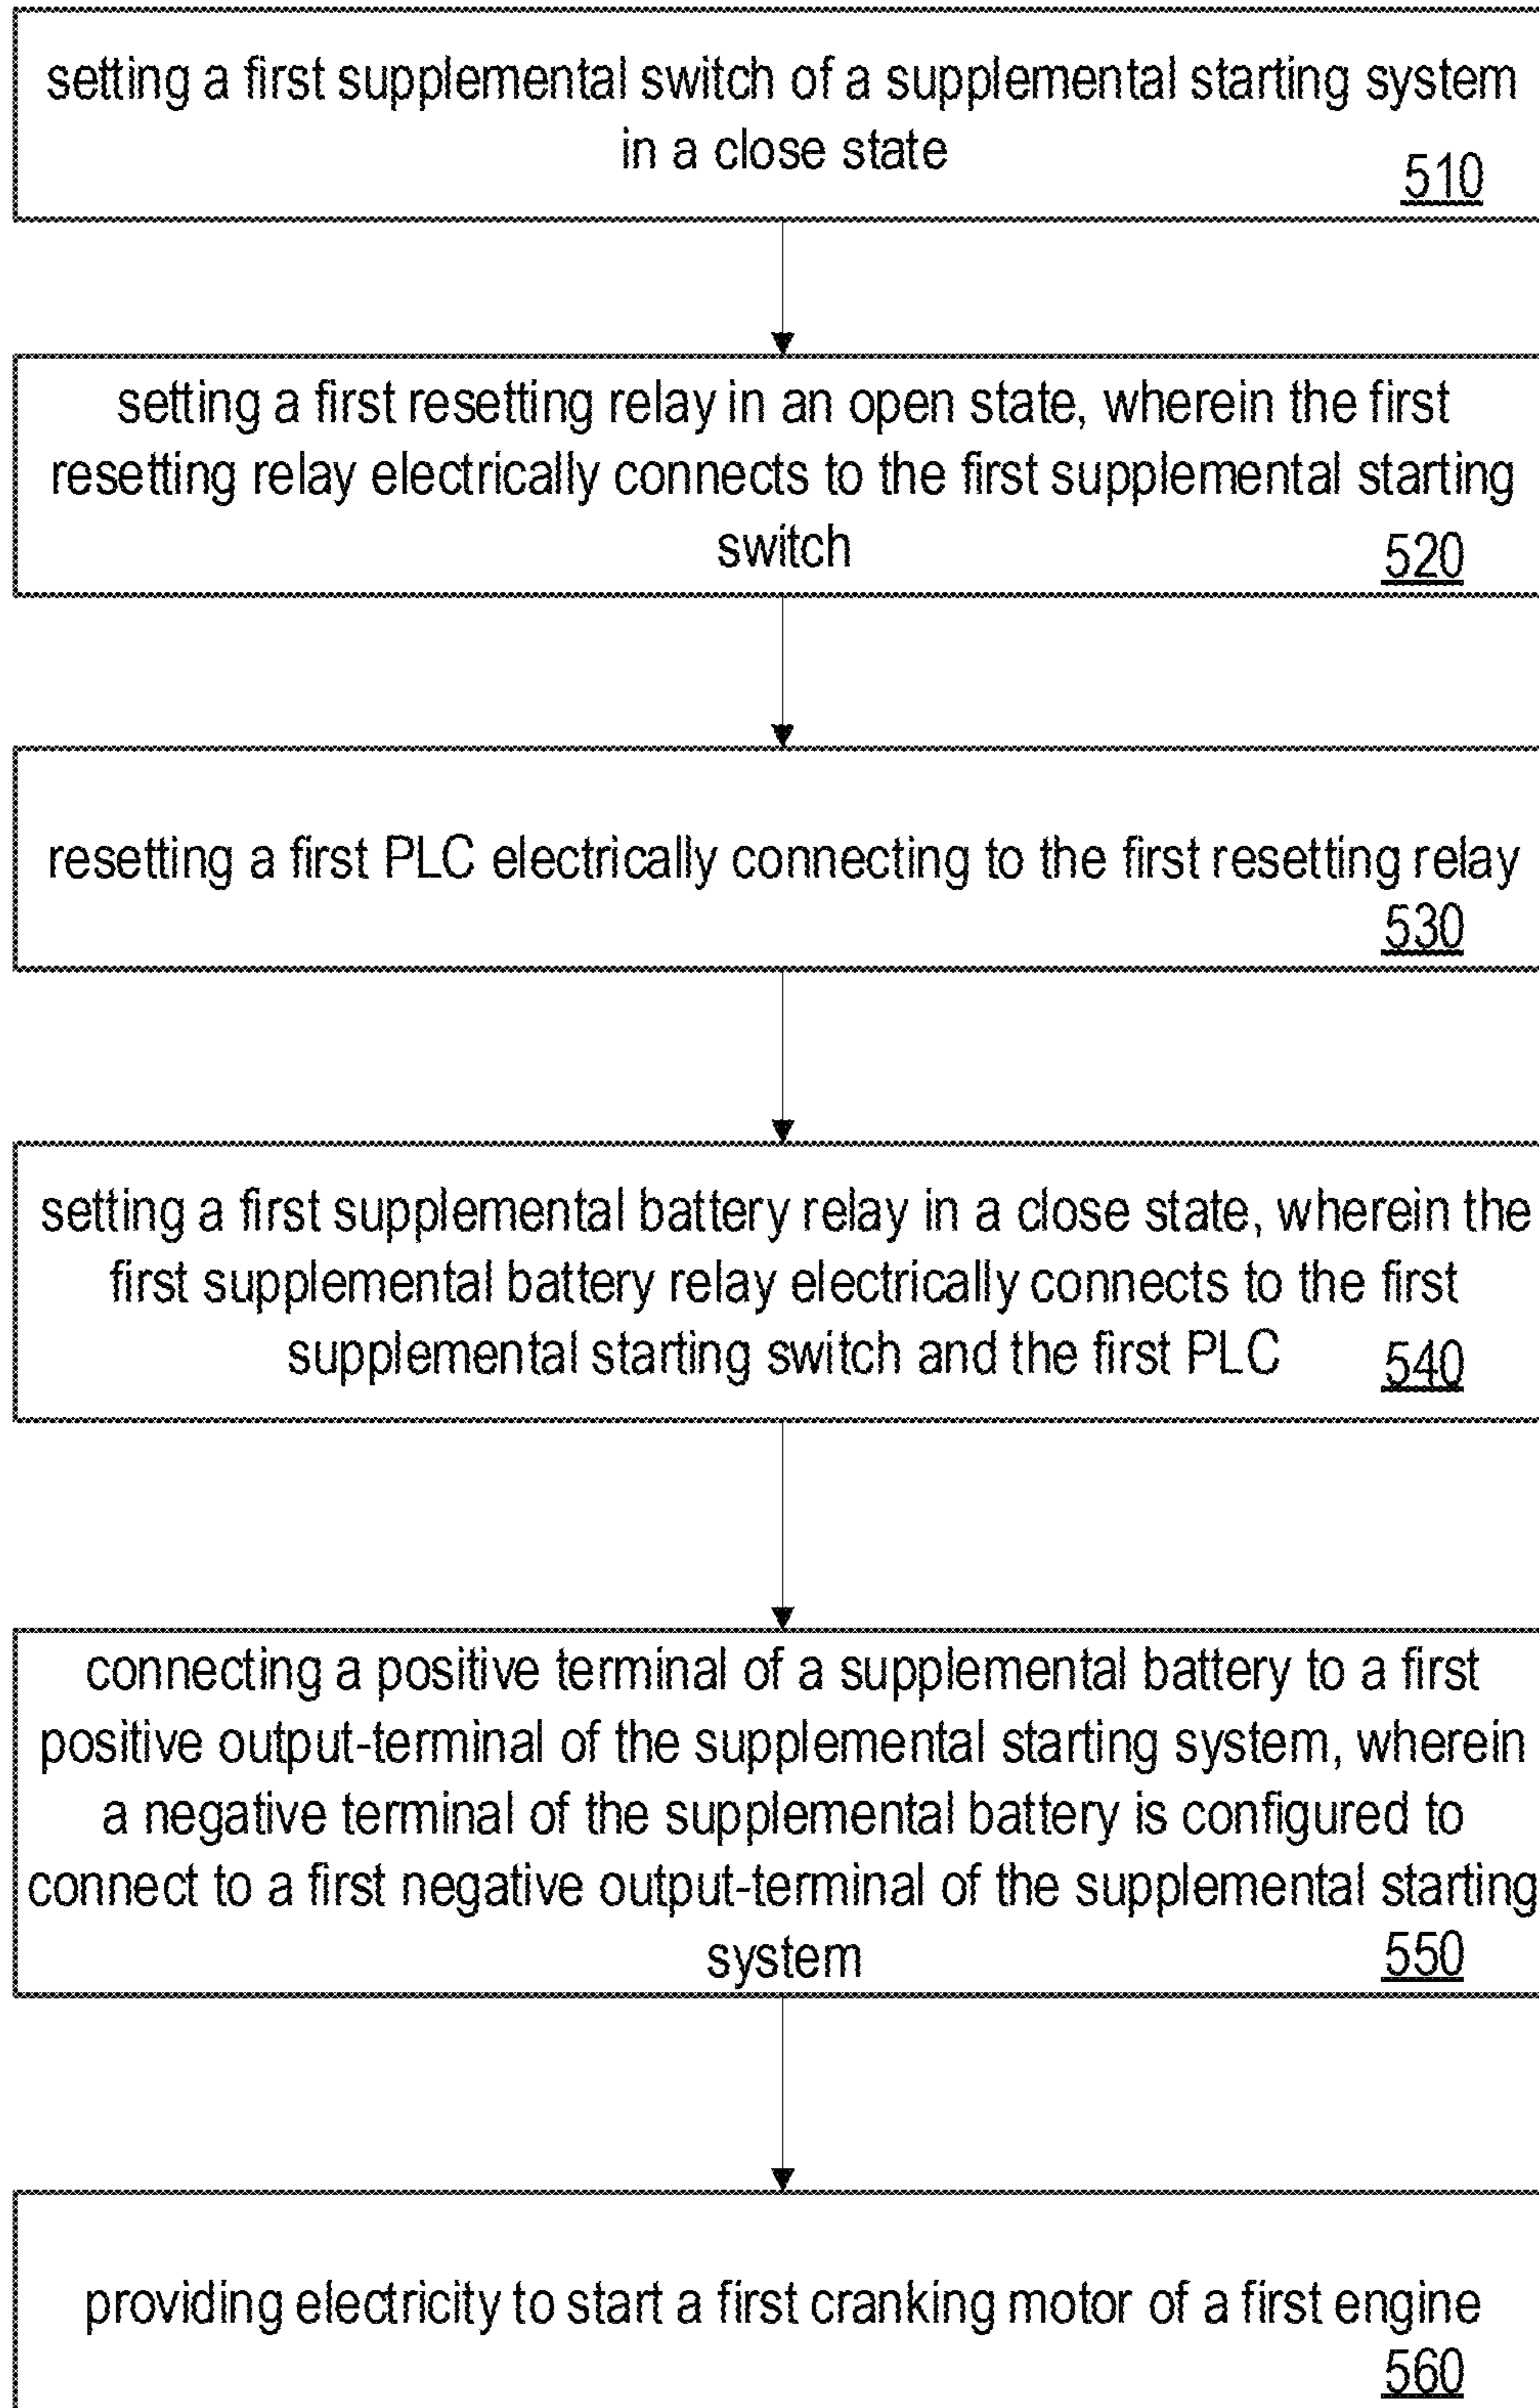 setting a first supplemental switch of a supplemental starting system
in a close state
510
setting a first resetting relay in an open state, wherein the first
resetting relay electrically connects to the first supplemental starting
switch
520
resetting a first PLC electrically connecting to the first resetting relay
530
setting a first supplemental battery relay in a close state, wherein the
first supplemental battery relay electrically connects to the first
supplemental starting switch and the first PLC
540
connecting a positive terminal of a supplemental battery to a first
positive output-terminal of the supplemental starting system, wherein
a negative terminal of the supplemental battery is configured to
connect to a first negative output-terminal of the supplemental starting
system
550
providing electricity to start a first cranking motor of a first engine
560